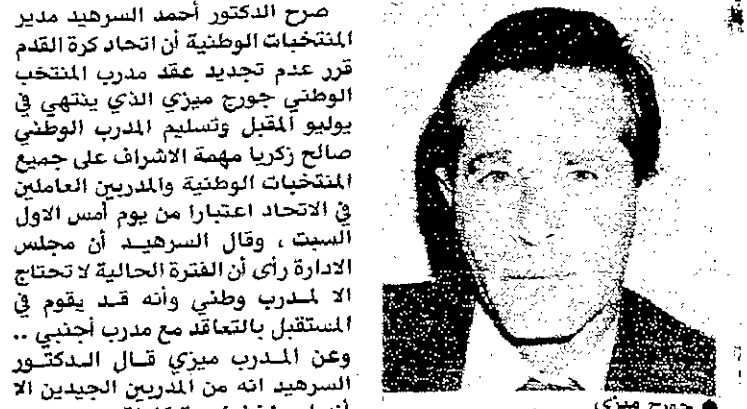 صرح الدكتور أحمد السرهيد مدير
المنتخبات الوطنية أن اتحاد كرة القدم
قرر عدم تجديد عقد مدرب المنتخب
الوطني جورج ميزي الذي ينتهي في
يوليو المقبل وتسليم المدرب الوطني
صالح زكريا مهمة الاشراف على جميع
المنتخبات الوطنية والمدربين العاملين
في الاتحاد اعتبارا من يوم أمس الاول
السبت ، وقال السرهيد أن مجلس
الادارة رأى أن الفترة الحالية لا تحتاج
الا لمدرب وطني وأنه قد يقوم في
المستقبل بالتعاقد مع مدرب أجنبي ..
وعن المدرب ميزي قال الدكتور
السرهيد انه من المدربين الجيدين الا
● جورج ميزي